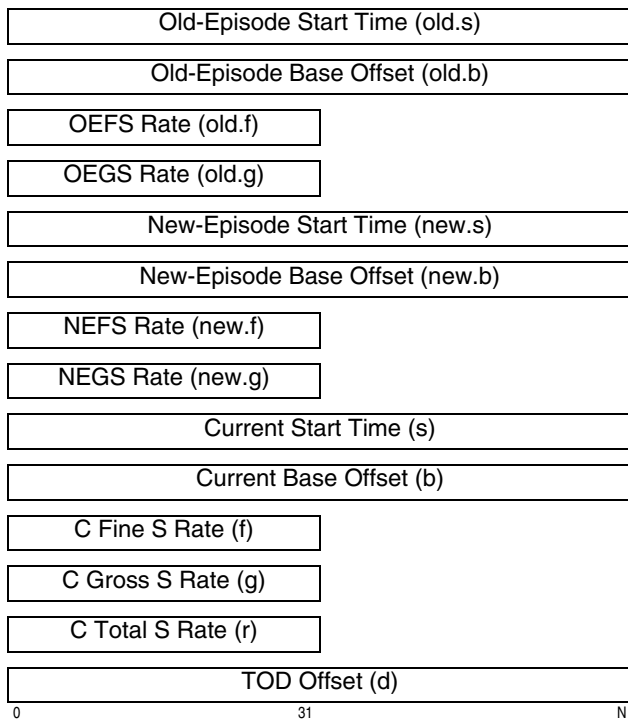 Old-Episode Start Time (old.s)
Old-Episode Base Offset (old.b)
OEFS Rate (old.f)
OEGS Rate (old.g)
New-Episode Start Time (new.s)
New-Episode Base Offset (new.b)
NEFS Rate (new.f)
NEGS Rate (new.g)
Current Start Time (s)
Current Base Offset (b)
C Fine S Rate (f)
C Gross S Rate (g)
C Total S Rate (r)
TOD Offset (d)
0 31 N